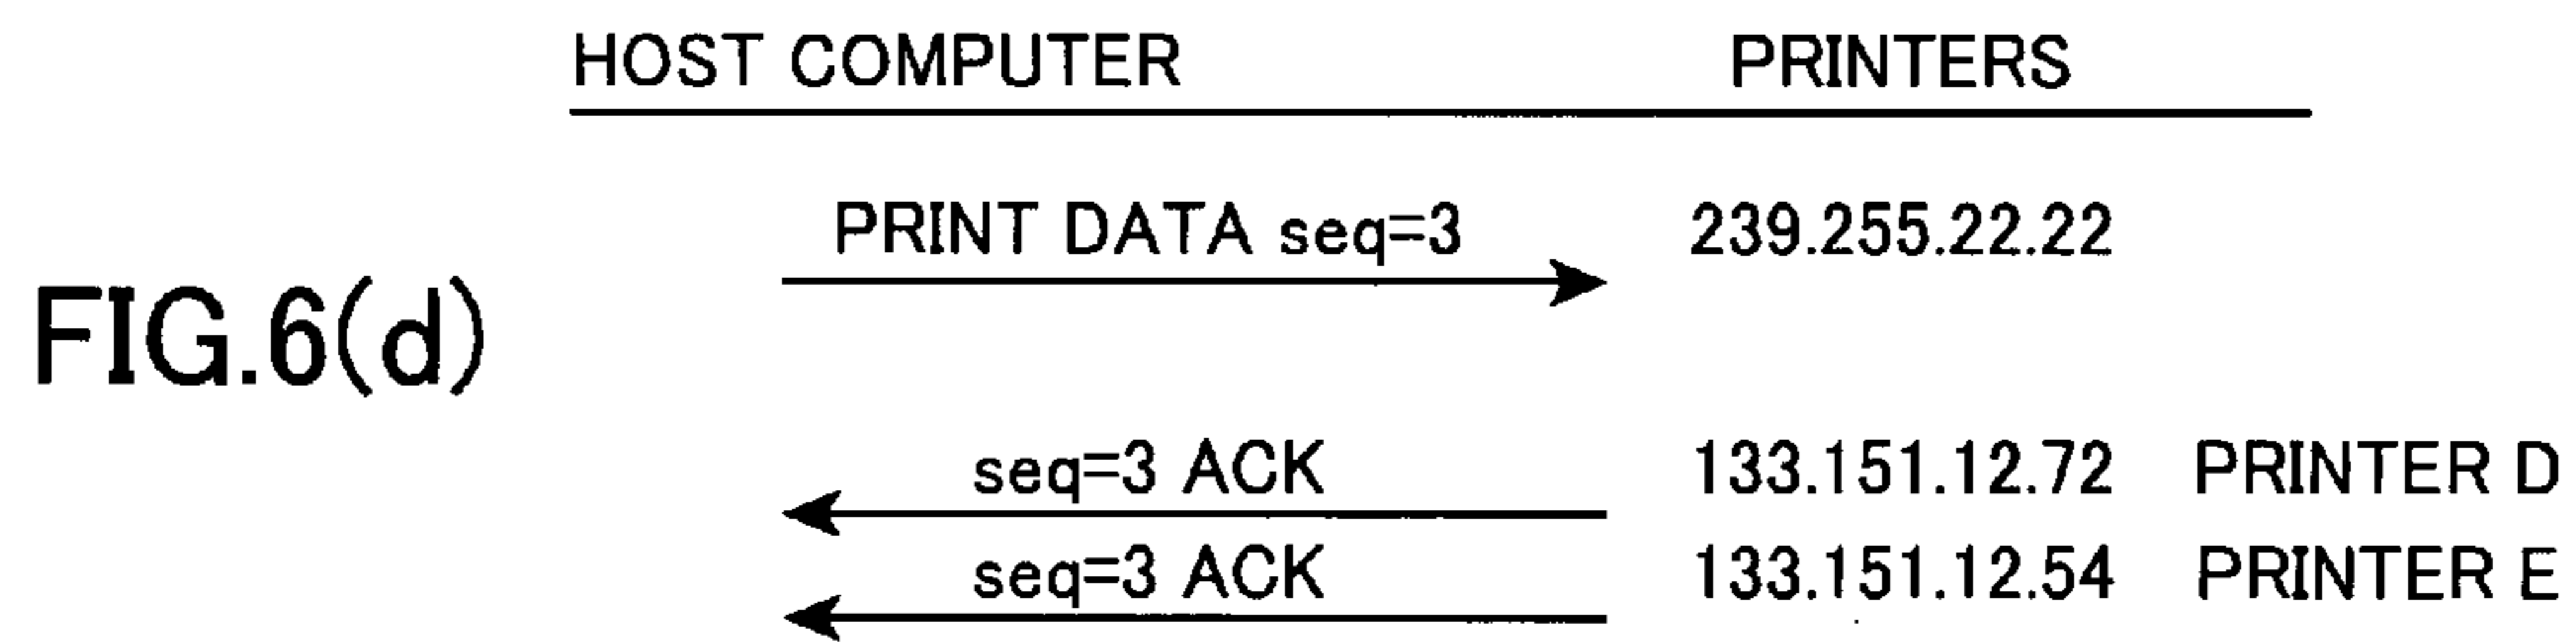 HOST COMPUTER PRINTERS
PRINT DATA seq=3 239.255.22.22
FIG.6(d)
seq=3 ACK 133.151.12.72 PRINTER D
seq=3 ACK 133.151.12.54 PRINTER E